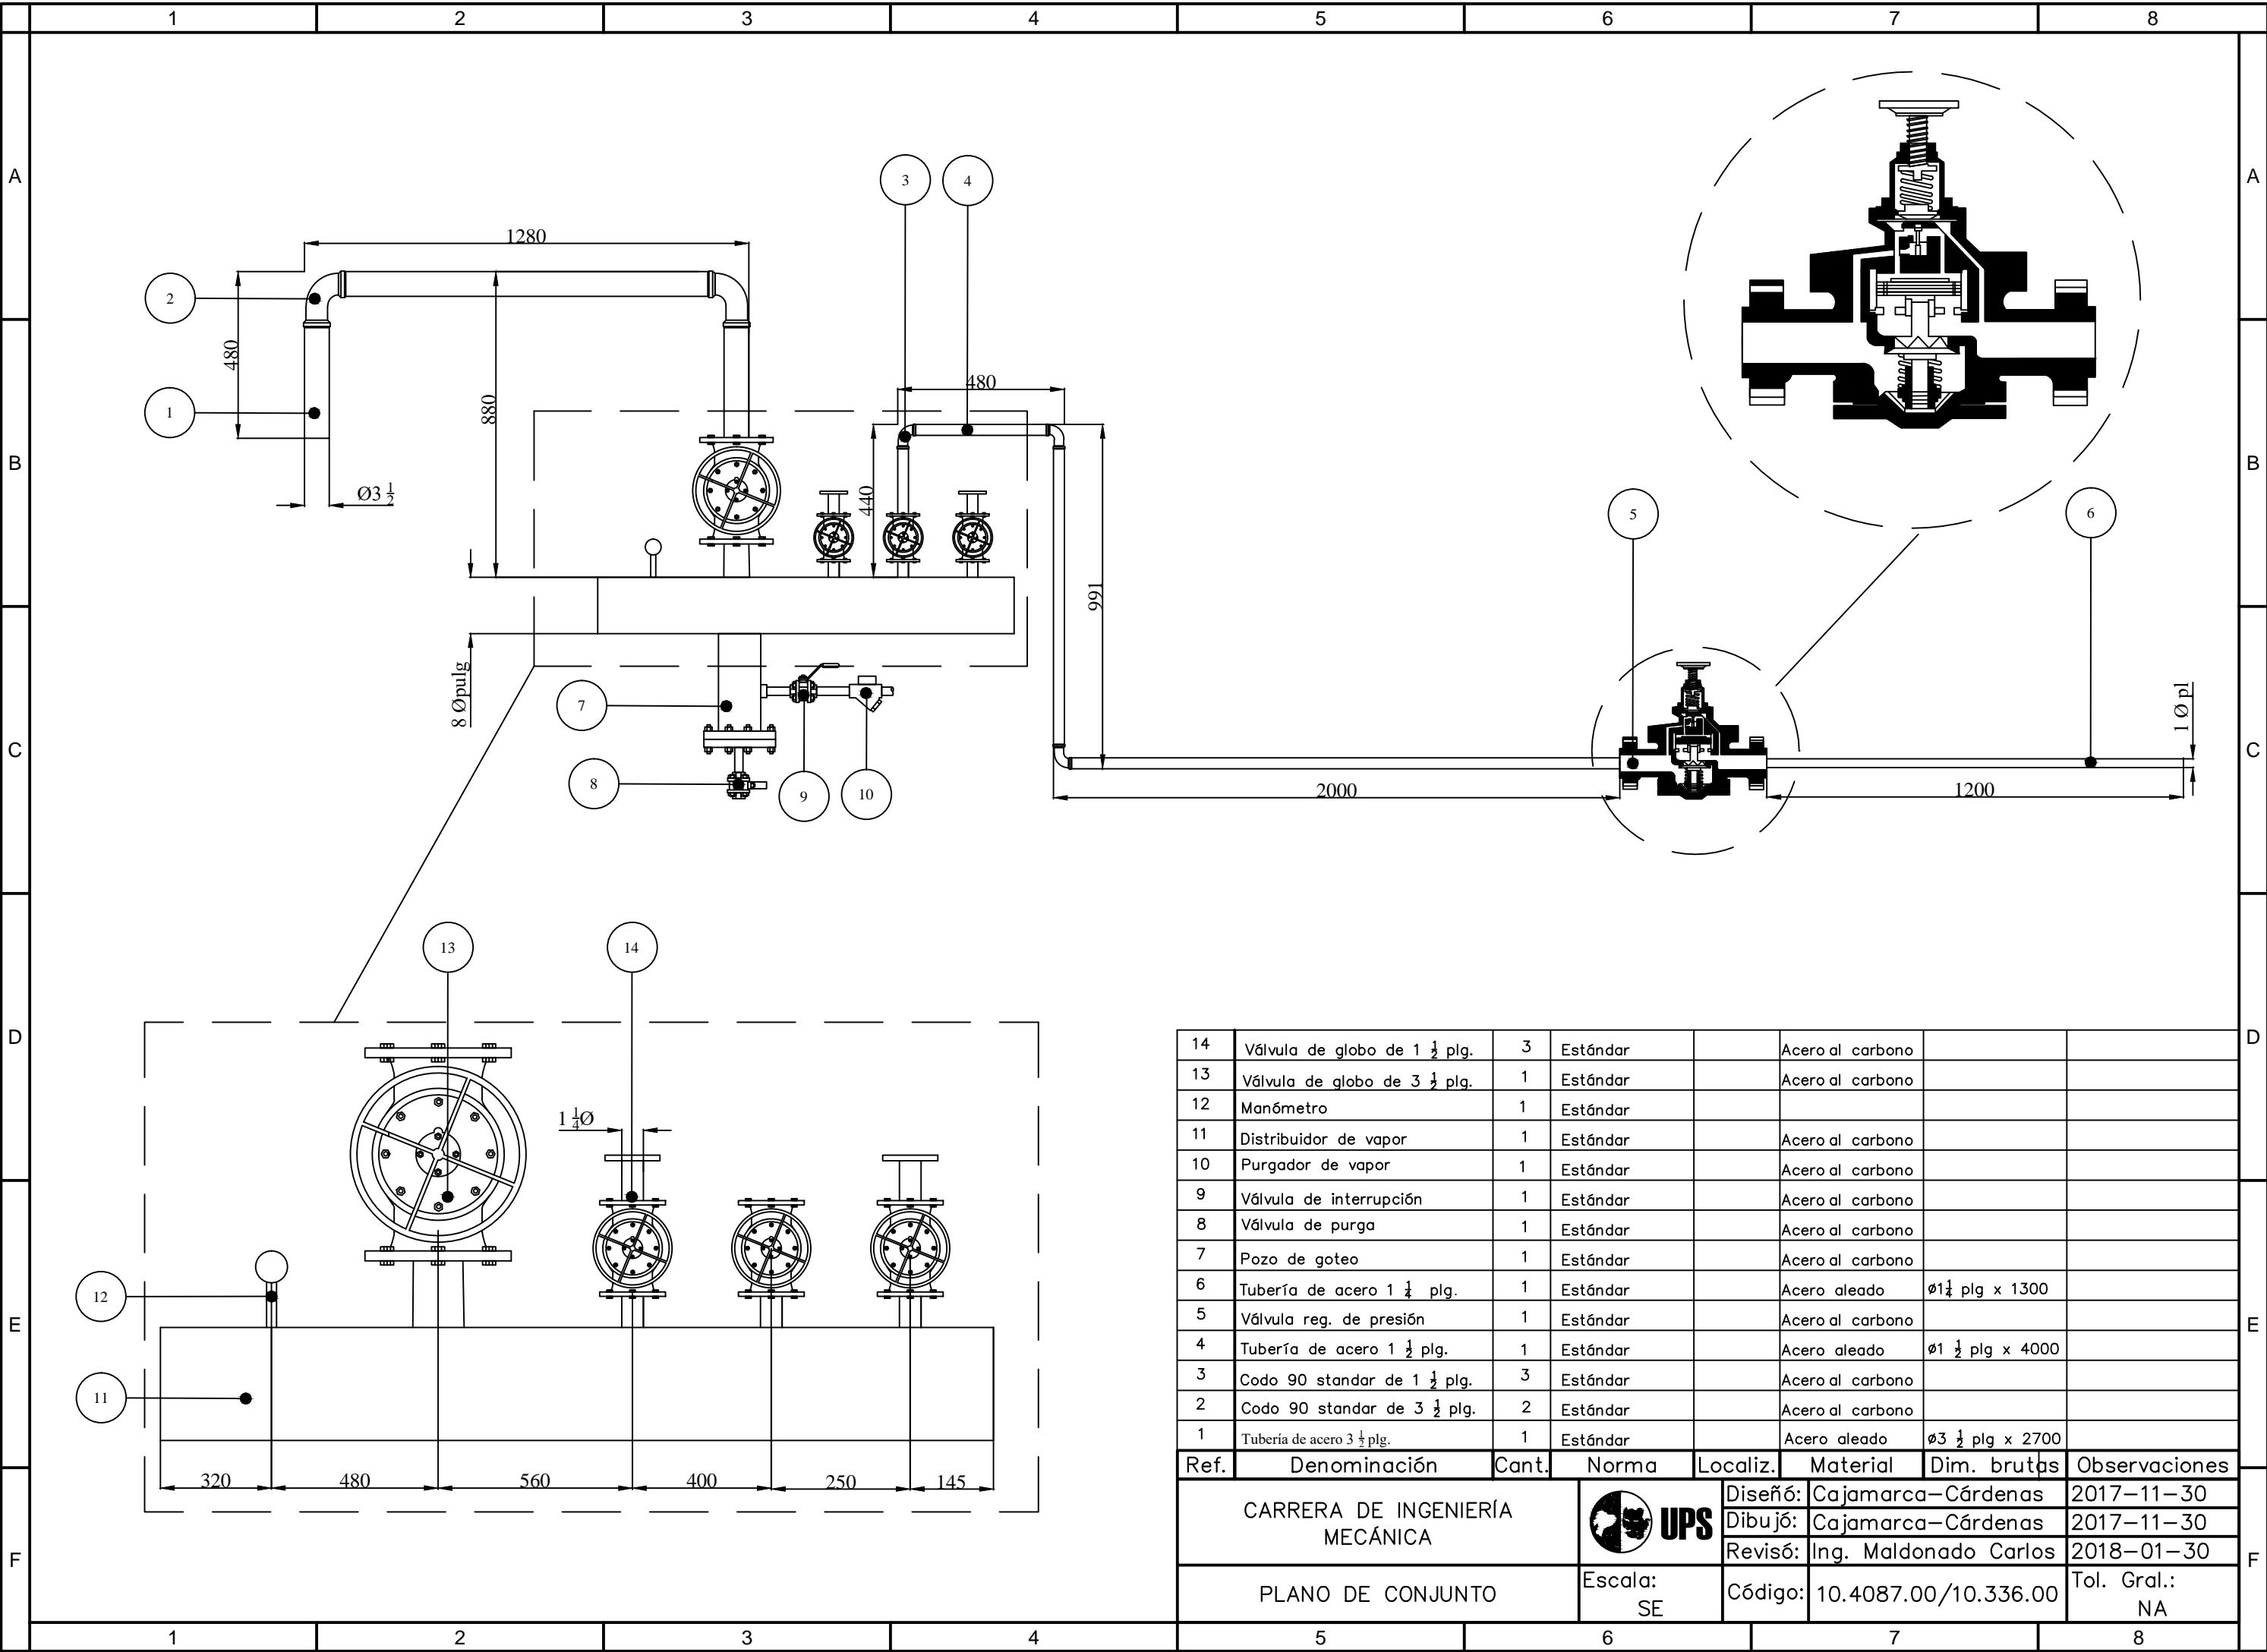 1 2 3 4 5 6 7 8
A A
B B
C C
D D
E E
F F
3 4
1280
2
480
880
1
Ø3 1/2
480
440
991
5 6
8 Øpulg
7
8
9 10
2000
1200
1 Ø pl
13 14
1 1/4Ø
12
11
320 480 560 400 250 145
14 Válvula de globo de 1 1/2 plg. 3 Estándar Acero al carbono
13 Válvula de globo de 3 1/2 plg. 1 Estándar Acero al carbono
12 Manómetro 1 Estándar
11 Distribuidor de vapor 1 Estándar Acero al carbono
10 Purgador de vapor 1 Estándar Acero al carbono
9 Válvula de interrupción 1 Estándar Acero al carbono
8 Válvula de purga 1 Estándar Acero al carbono
7 Pozo de goteo 1 Estándar Acero al carbono
6 Tubería de acero 1 1/4 plg. 1 Estándar Acero aleado ø1 1/4 plg x 1300
5 Válvula reg. de presión 1 Estándar Acero al carbono
4 Tubería de acero 1 1/2 plg. 1 Estándar Acero aleado ø1 1/2 plg x 4000
3 Codo 90 standar de 1 1/2 plg. 3 Estándar Acero al carbono
2 Codo 90 standar de 3 1/2 plg. 2 Estándar Acero al carbono
1 Tubería de acero 3 1/2 plg. 1 Estándar Acero aleado ø3 1/2 plg x 2700
Ref. Denominación Cant. Norma Localiz. Material Dim. brutas Observaciones
CARRERA DE INGENIERÍA
MECÁNICA
UPS
Diseñó: Cajamarca-Cárdenas 2017-11-30
Dibujó: Cajamarca-Cárdenas 2017-11-30
Revisó: Ing. Maldonado Carlos 2018-01-30
PLANO DE CONJUNTO
Escala:
SE
Código: 10.4087.00/10.336.00
Tol. Gral.:
NA
1 2 3 4 5 6 7 8